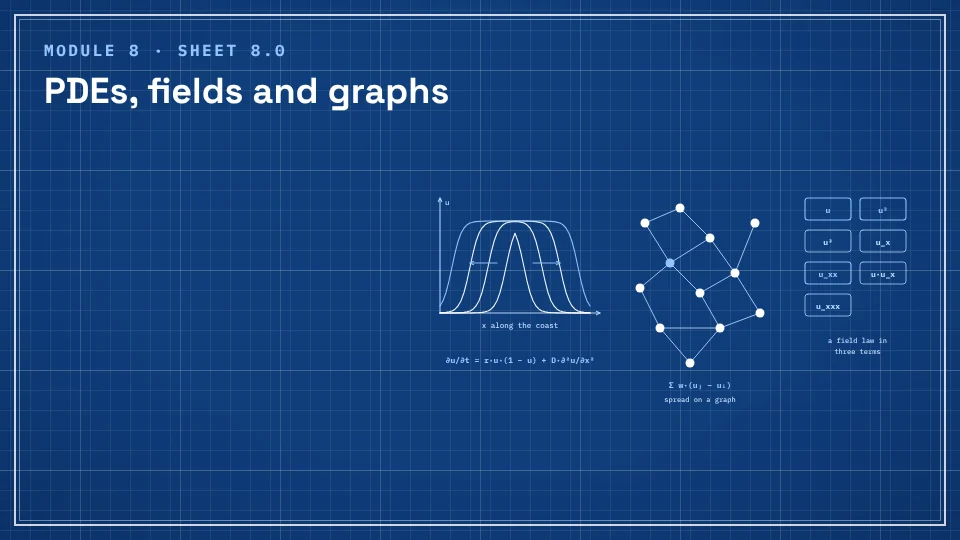 MODULE 8 · SHEET 8.0
PDEs, fields and graphs
u
x along the coast
∂u/∂t = r·u·(1 − u) + D·∂²u/∂x²
Σ w·(uⱼ − uᵢ)
spread on a graph
u
u²
u³
u_x
u_xx
u·u_x
u_xxx
a field law in
three terms